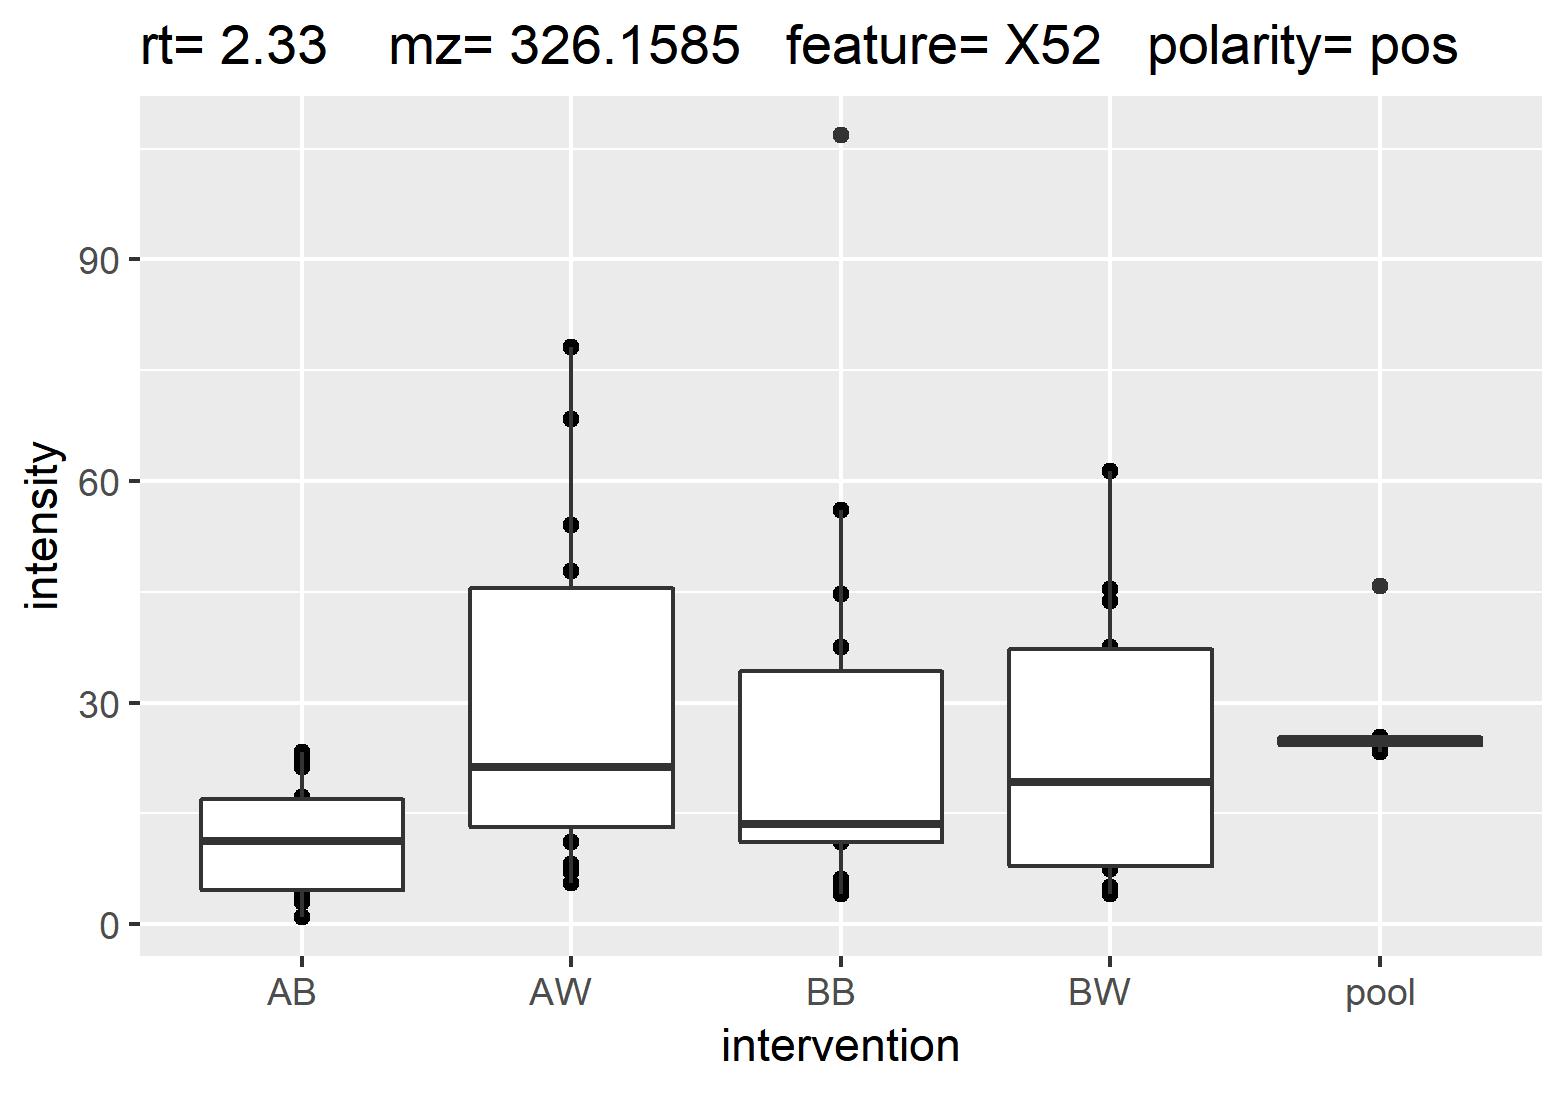 rt= 2.33 mz= 326.1585 feature= X52 polarity= pos
intensity
90
60
30
0
AB AW BB BW pool
intervention